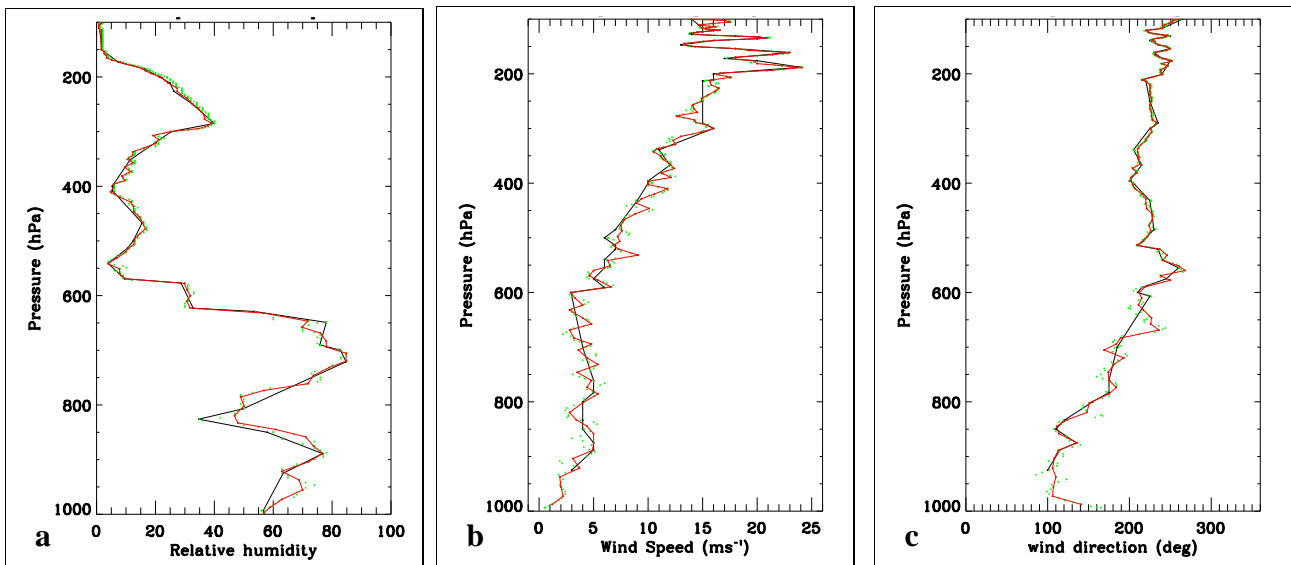 200
400
600
800
1000
Pressure (hPa)
0 20 40 60 80 100
Relative humidity
a
200
400
600
800
1000
Pressure (hPa)
0 5 10 15 20 25
Wind Speed (ms⁻¹)
b
200
400
600
800
1000
Pressure (hPa)
0 100 200 300
wind direction (deg)
c